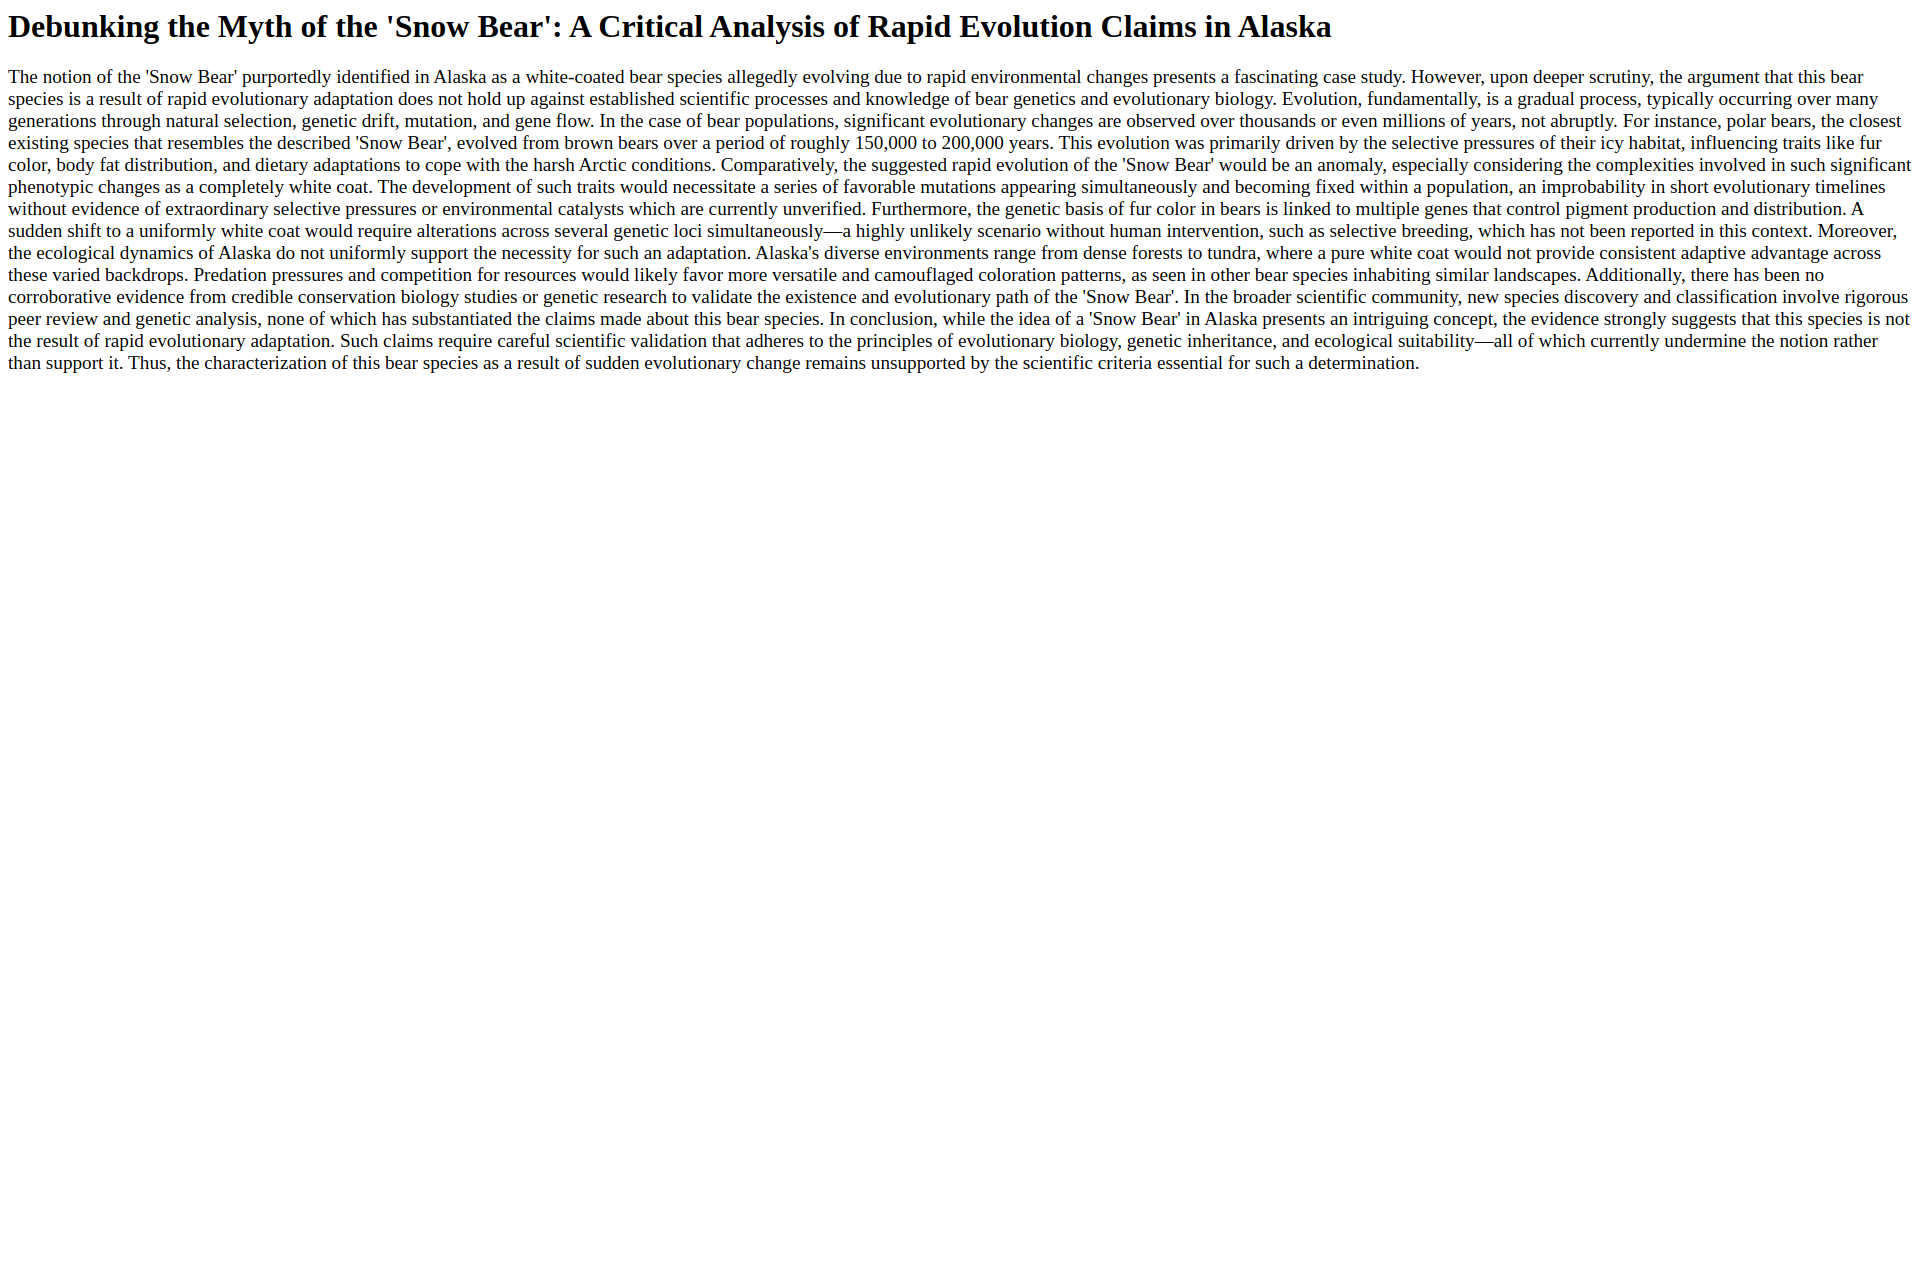 Debunking the Myth of the 'Snow Bear': A Critical Analysis of Rapid Evolution Claims in Alaska
The notion of the 'Snow Bear' purportedly identified in Alaska as a white-coated bear species allegedly evolving due to rapid environmental changes presents a fascinating case study. However, upon deeper scrutiny, the argument that this bear
species is a result of rapid evolutionary adaptation does not hold up against established scientific processes and knowledge of bear genetics and evolutionary biology. Evolution, fundamentally, is a gradual process, typically occurring over many
generations through natural selection, genetic drift, mutation, and gene flow. In the case of bear populations, significant evolutionary changes are observed over thousands or even millions of years, not abruptly. For instance, polar bears, the closest
existing species that resembles the described 'Snow Bear', evolved from brown bears over a period of roughly 150,000 to 200,000 years. This evolution was primarily driven by the selective pressures of their icy habitat, influencing traits like fur
color, body fat distribution, and dietary adaptations to cope with the harsh Arctic conditions. Comparatively, the suggested rapid evolution of the 'Snow Bear' would be an anomaly, especially considering the complexities involved in such significant
phenotypic changes as a completely white coat. The development of such traits would necessitate a series of favorable mutations appearing simultaneously and becoming fixed within a population, an improbability in short evolutionary timelines
without evidence of extraordinary selective pressures or environmental catalysts which are currently unverified. Furthermore, the genetic basis of fur color in bears is linked to multiple genes that control pigment production and distribution. A
sudden shift to a uniformly white coat would require alterations across several genetic loci simultaneously—a highly unlikely scenario without human intervention, such as selective breeding, which has not been reported in this context. Moreover,
the ecological dynamics of Alaska do not uniformly support the necessity for such an adaptation. Alaska's diverse environments range from dense forests to tundra, where a pure white coat would not provide consistent adaptive advantage across
these varied backdrops. Predation pressures and competition for resources would likely favor more versatile and camouflaged coloration patterns, as seen in other bear species inhabiting similar landscapes. Additionally, there has been no
corroborative evidence from credible conservation biology studies or genetic research to validate the existence and evolutionary path of the 'Snow Bear'. In the broader scientific community, new species discovery and classification involve rigorous
peer review and genetic analysis, none of which has substantiated the claims made about this bear species. In conclusion, while the idea of a 'Snow Bear' in Alaska presents an intriguing concept, the evidence strongly suggests that this species is not
the result of rapid evolutionary adaptation. Such claims require careful scientific validation that adheres to the principles of evolutionary biology, genetic inheritance, and ecological suitability—all of which currently undermine the notion rather
than support it. Thus, the characterization of this bear species as a result of sudden evolutionary change remains unsupported by the scientific criteria essential for such a determination.